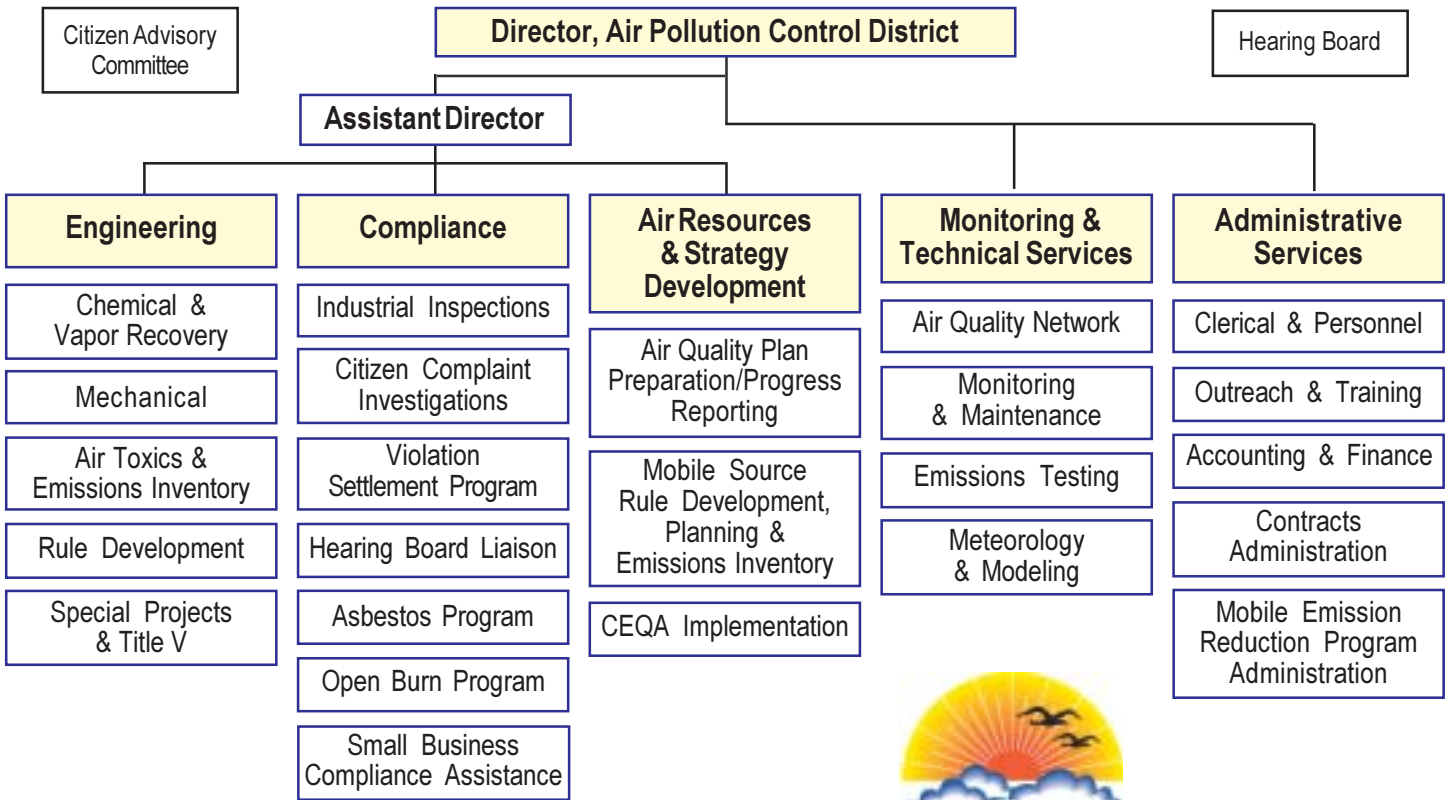 Citizen Advisory
Committee
Director, Air Pollution Control District
Hearing Board
Assistant Director
Engineering
Chemical &
Vapor Recovery
Mechanical
Air Toxics &
Emissions Inventory
Rule Development
Special Projects
& Title V
Compliance
Industrial Inspections
Citizen Complaint
Investigations
Violation
Settlement Program
Hearing Board Liaison
Asbestos Program
Open Burn Program
Small Business
Compliance Assistance
Air Resources
& Strategy
Development
Air Quality Plan
Preparation/Progress
Reporting
Mobile Source
Rule Development,
Planning &
Emissions Inventory
CEQA Implementation
Monitoring &
Technical Services
Air Quality Network
Monitoring
& Maintenance
Emissions Testing
Meteorology
& Modeling
Administrative
Services
Clerical & Personnel
Outreach & Training
Accounting & Finance
Contracts
Administration
Mobile Emission
Reduction Program
Administration